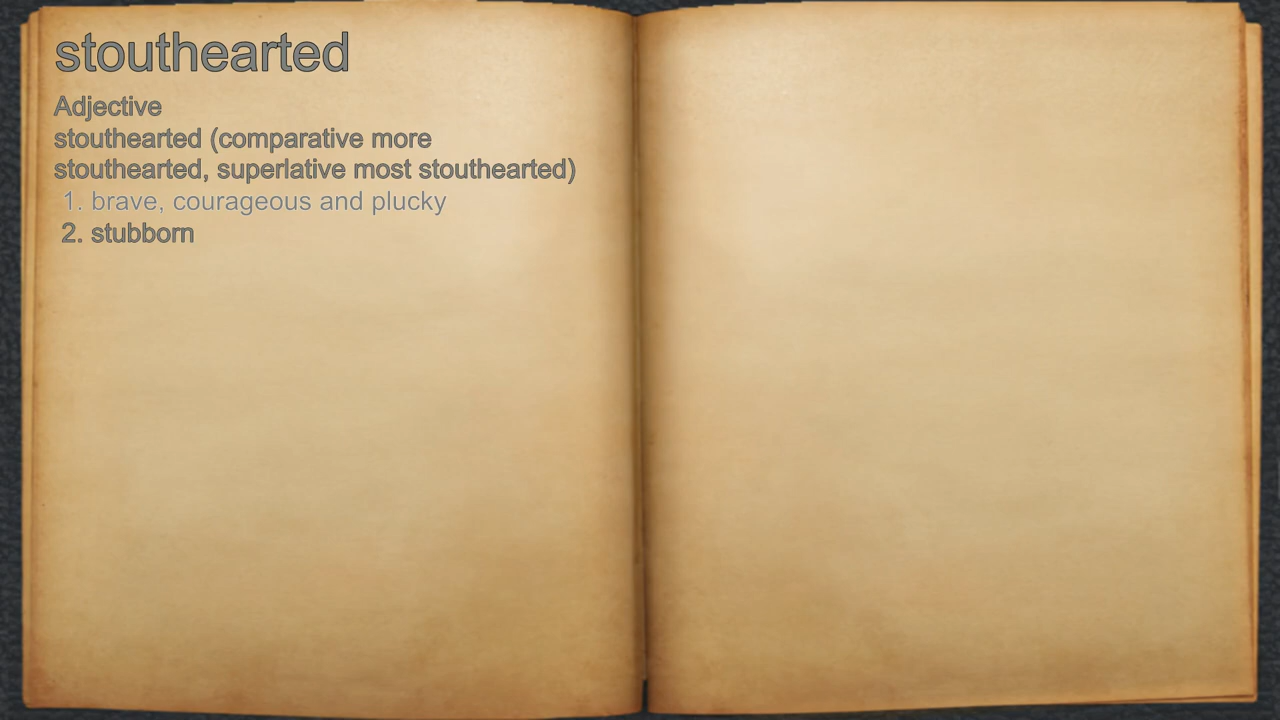 stouthearted
Adjective
stouthearted (comparative more
stouthearted, superlative most stouthearted)
1. brave, courageous and plucky
2. stubborn